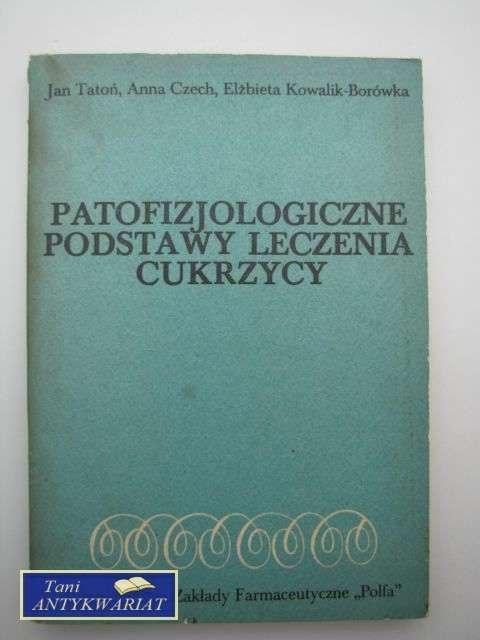 Jan Tatoń, Anna Czech, Elżbieta Kowalik-Borówka
PATOFIZJOLOGICZNE
PODSTAWY LECZENIA
CUKRZYCY
Zakłady Farmaceutyczne „Polfa”
Tani
ANTYKWARIAT